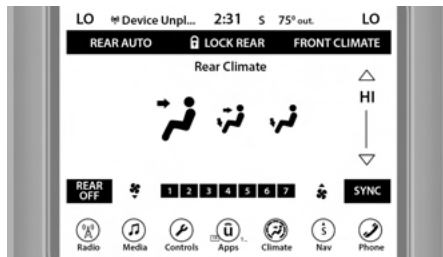 LO Device Unpl... 2:31 S 75° out. LO
REAR AUTO LOCK REAR FRONT CLIMATE
Rear Climate
HI
REAR OFF 1 2 3 4 5 6 7 SYNC
Radio Media Controls Apps Climate Nav Phone